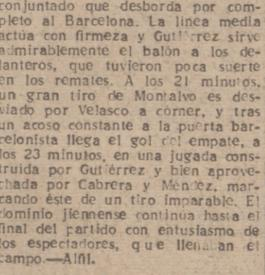 conjuntado que desborda por com-
pleto al Barcelona. La línea media
actúa con firmeza y Gutiérrez sirve
admirablemente el balón a los de-
lanteros, que tuvieron poca suerte
en los remates. A los 21 minutos,
un gran tiro de Montalvo es des-
viado por Velasco a córner, y tras
un acoso constante a la puerta bar-
celonista llega el gol del empate, a
los 23 minutos, en una jugada cons-
truida por Gutiérrez y bien aprove-
chada por Cabrera y Méndez, mar-
cando éste de un tiro imparable. El
dominio jiennense continúa hasta el
final del partido con entusiasmo de
los espectadores, que llenaban el
campo.—Alfil.